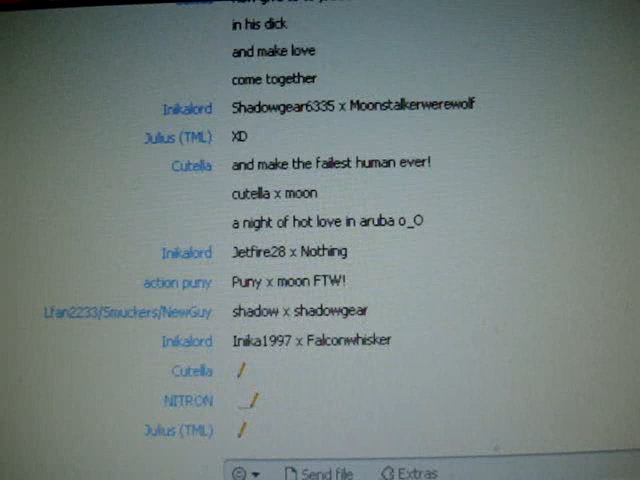 in his dick
and make love
come together
Inikalord Shadowgear6335 x Moonstalkerwerewolf
Julius (TML) XD
Cutella and make the failest human ever!
cutella x moon
a night of hot love in aruba o_O
Inikalord Jetfire28 x Nothing
action puny Puny x moon FTW!
Lfan2233/Smuckers/NewGuy shadow x shadowgear
Inikalord Inika1997 x Falconwhisker
Cutella
NITRON _
Julius (TML)
Send file Extras